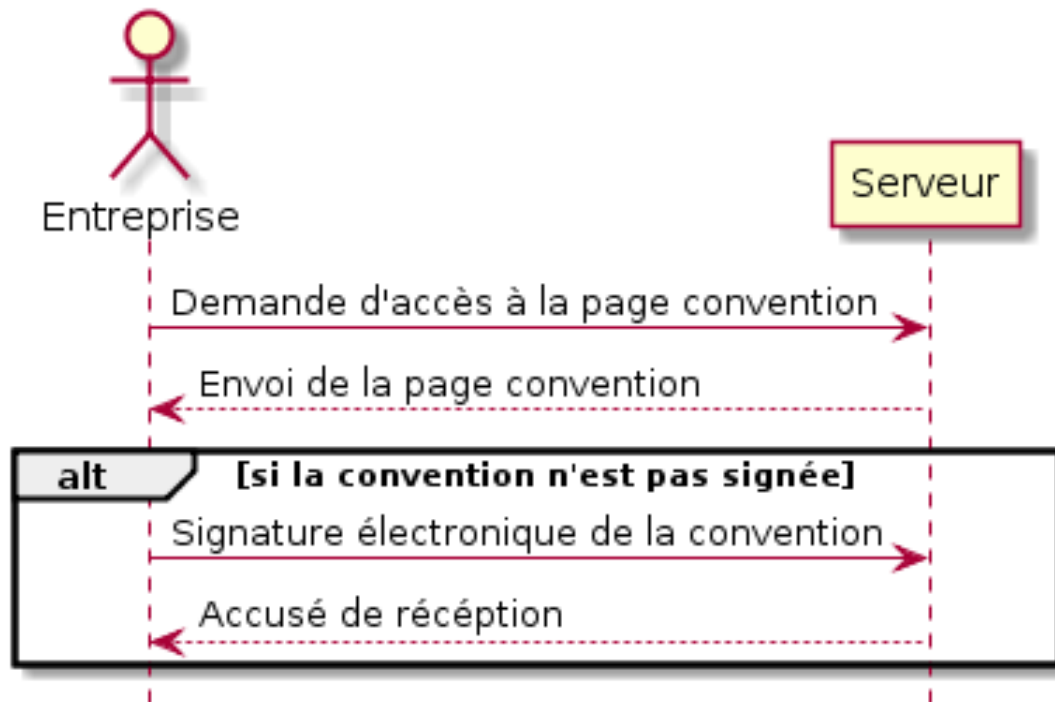 Entreprise
Serveur
Demande d'accès à la page convention
Envoi de la page convention
alt [si la convention n'est pas signée]
Signature électronique de la convention
Accusé de récéption